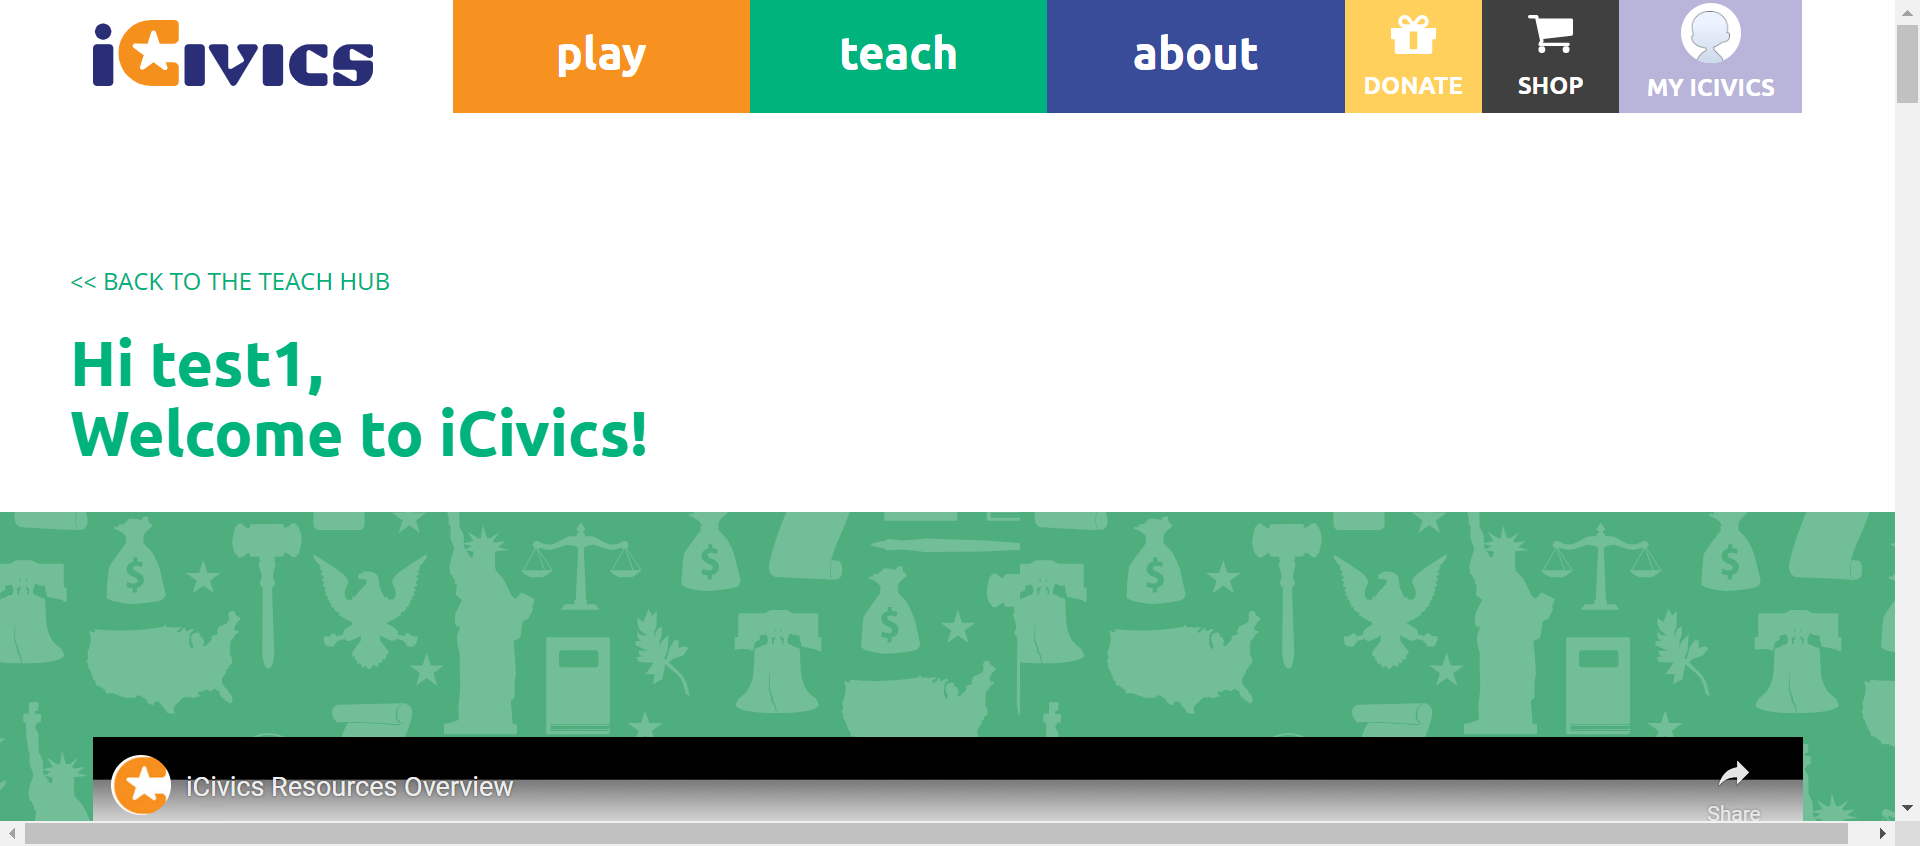 iCivics
play
teach
about
DONATE
SHOP
MY ICIVICS
<< BACK TO THE TEACH HUB
Hi test1,
Welcome to iCivics!
$ $ $ $ $
iCivics Resources Overview
Share